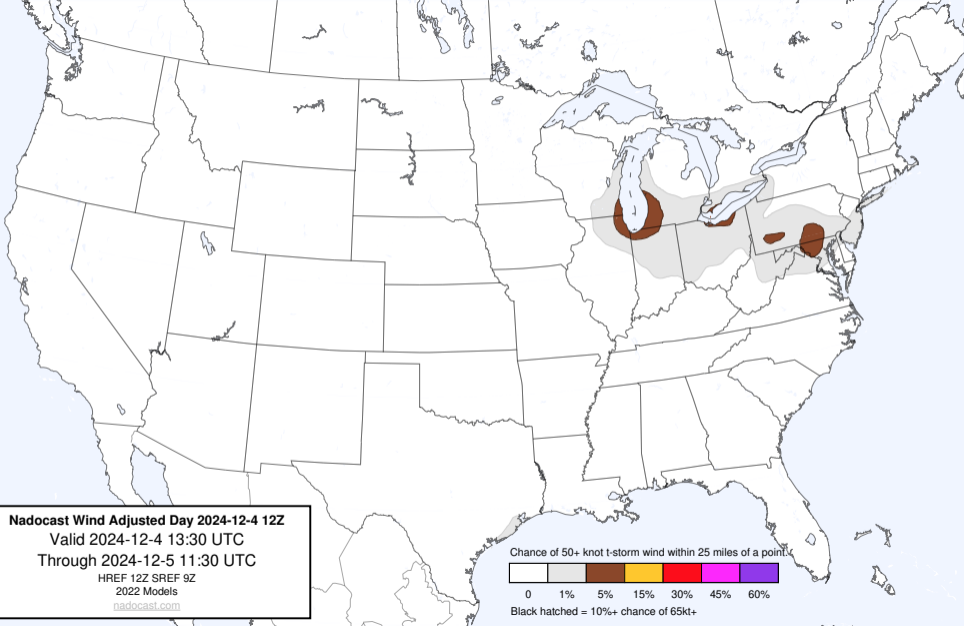 Nadocast Wind Adjusted Day 2024-12-4 12Z
Valid 2024-12-4 13:30 UTC
Through 2024-12-5 11:30 UTC
HREF 12Z SREF 9Z
2022 Models
nadocast.com
Chance of 50+ knot t-storm wind within 25 miles of a point.
0 1% 5% 15% 30% 45% 60%
Black hatched = 10%+ chance of 65kt+